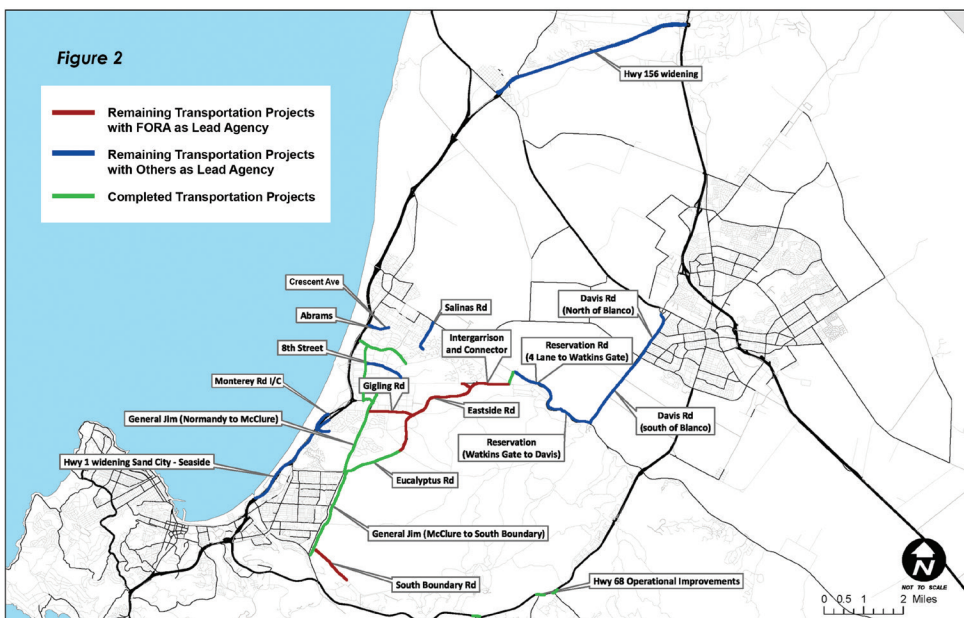 Figure 2
Remaining Transportation Projects
with FORA as Lead Agency
Remaining Transportation Projects
with Others as Lead Agency
Completed Transportation Projects
Hwy 156 widening
Crescent Ave
Abrams
Salinas Rd
Davis Rd
(North of Blanco)
8th Street
Intergarrison
and Connector
Reservation Rd
(4 Lane to Watkins Gate)
Gigling Rd
Monterey Rd I/C
General Jim (Normandy to McClure)
Eastside Rd
Davis Rd
(south of Blanco)
Hwy 1 widening Sand City - Seaside
Reservation
(Watkins Gate to Davis)
Eucalyptus Rd
General Jim (McClure to South Boundary)
South Boundary Rd
Hwy 68 Operational Improvements
N
NOT TO SCALE
0 0.5 1 2 Miles